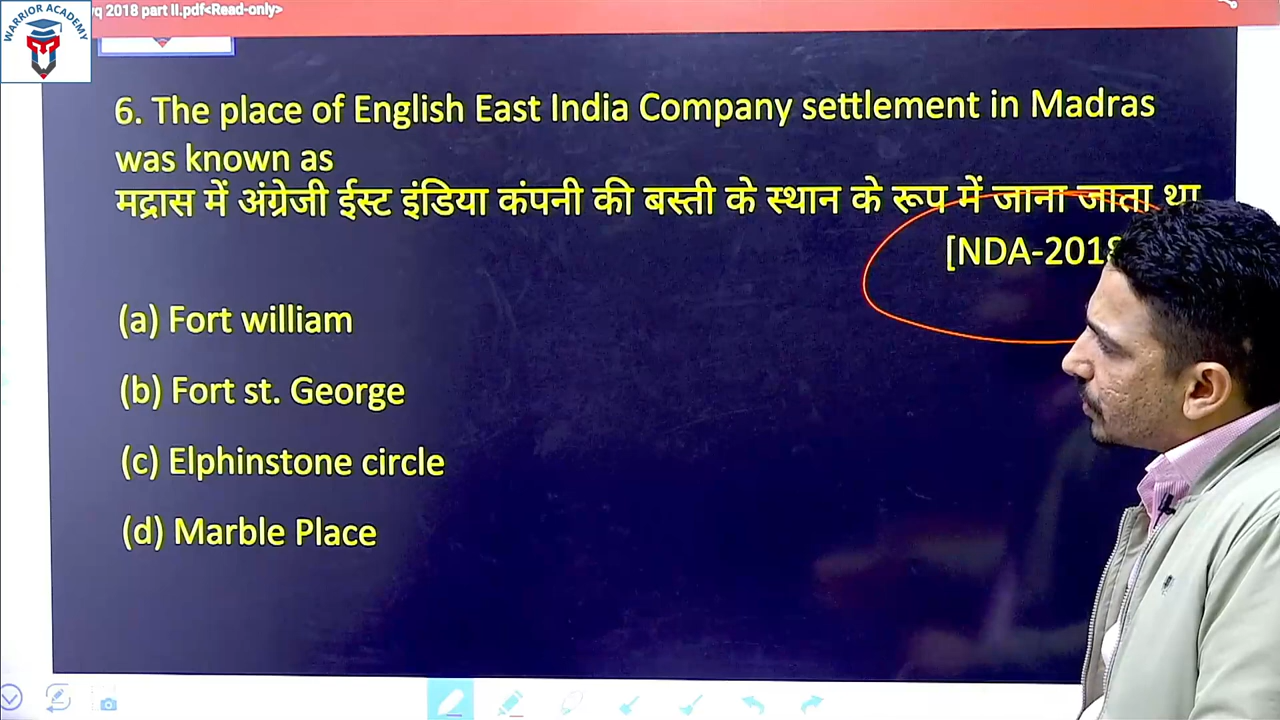 WARRIOR ACADEMY
2018 part II.pdf<Read-only>
6. The place of English East India Company settlement in Madras
was known as
मद्रास में अंग्रेजी ईस्ट इंडिया कंपनी की बस्ती के स्थान के रूप में जाना जाता था
[NDA-2018
(a) Fort william
(b) Fort st. George
(c) Elphinstone circle
(d) Marble Place